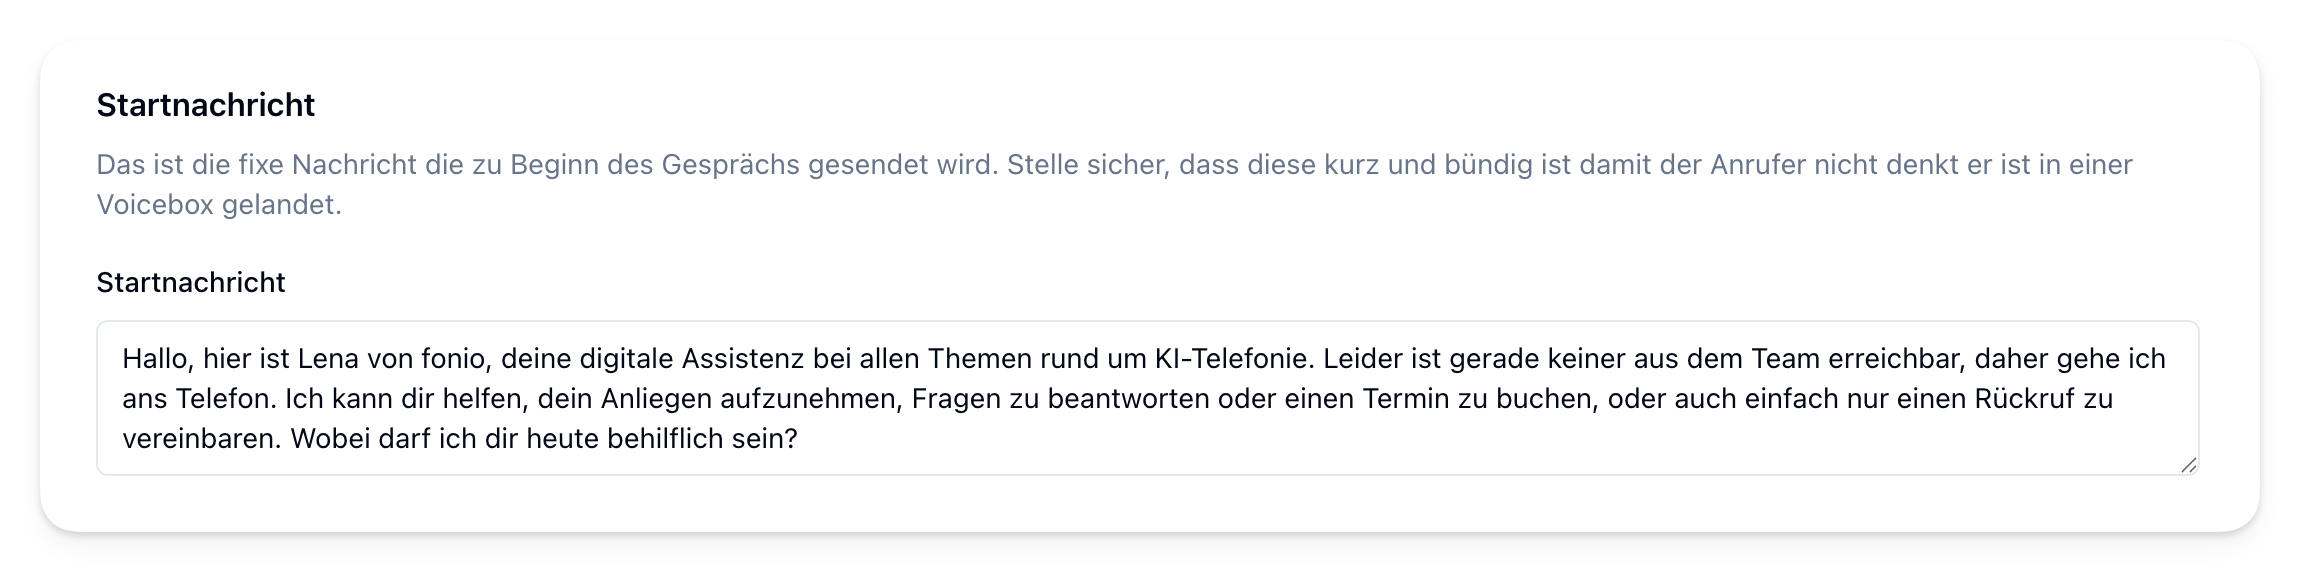 Startnachricht
Das ist die fixe Nachricht die zu Beginn des Gesprächs gesendet wird. Stelle sicher, dass diese kurz und bündig ist damit der Anrufer nicht denkt er ist in einer
Voicebox gelandet.
Startnachricht
Hallo, hier ist Lena von fonio, deine digitale Assistenz bei allen Themen rund um KI-Telefonie. Leider ist gerade keiner aus dem Team erreichbar, daher gehe ich
ans Telefon. Ich kann dir helfen, dein Anliegen aufzunehmen, Fragen zu beantworten oder einen Termin zu buchen, oder auch einfach nur einen Rückruf zu
vereinbaren. Wobei darf ich dir heute behilflich sein?